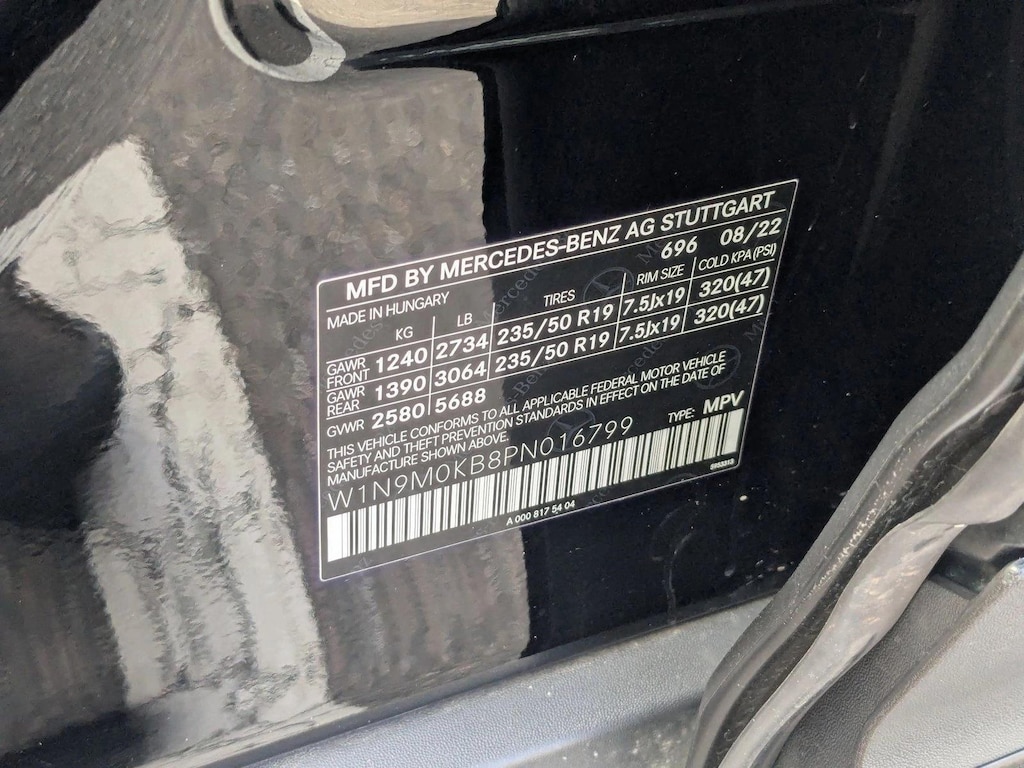 MFD BY MERCEDES-BENZ AG STUTTGART
MADE IN HUNGARY 696 08/22
KG LB TIRES RIM SIZE COLD KPA (PSI)
GAWR FRONT 1240 2734 235/50 R19 7.5Jx19 320(47)
GAWR REAR 1390 3064 235/50 R19 7.5Jx19 320(47)
GVWR 2580 5688
THIS VEHICLE CONFORMS TO ALL APPLICABLE FEDERAL MOTOR VEHICLE
SAFETY AND THEFT PREVENTION STANDARDS IN EFFECT ON THE DATE OF
MANUFACTURE SHOWN ABOVE.
W1N9M0KB8PN016799 TYPE: MPV
A 000 817 54 04